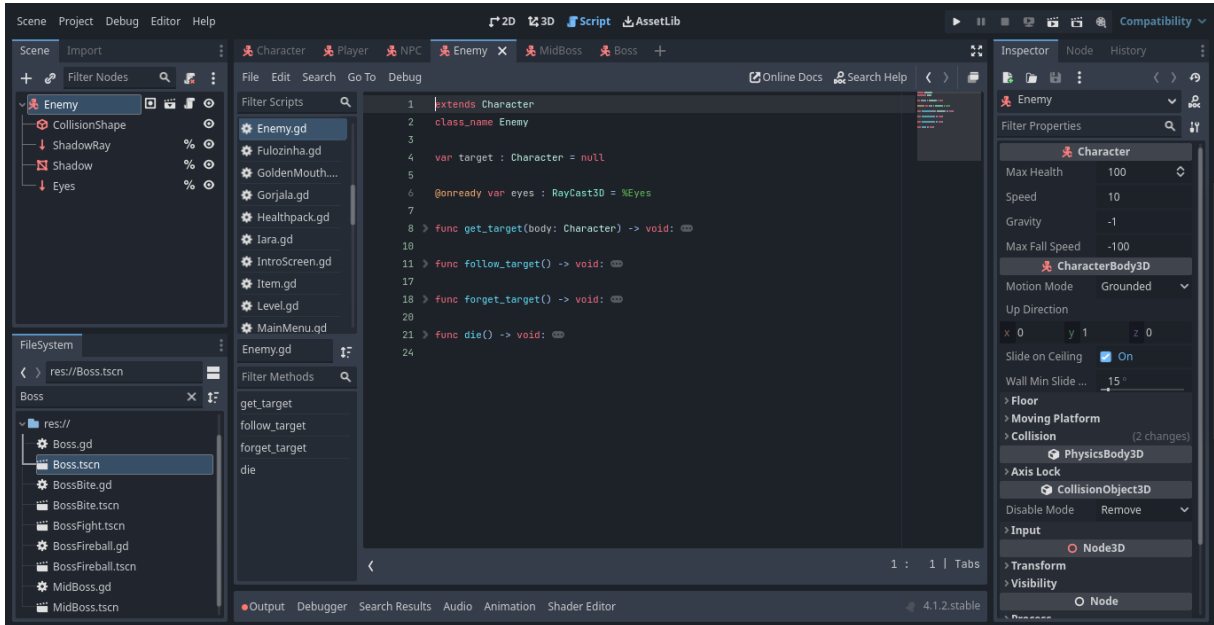 Scene Project Debug Editor Help
2D 3D Script AssetLib
Compatibility
Scene Import
Filter Nodes
Enemy
CollisionShape
ShadowRay %
Shadow %
Eyes %
FileSystem
res://Boss.tscn
Boss
res://
Boss.gd
Boss.tscn
BossBite.gd
BossBite.tscn
BossFight.tscn
BossFireball.gd
BossFireball.tscn
MidBoss.gd
MidBoss.tscn
Character Player NPC Enemy MidBoss Boss
File Edit Search Go To Debug
Online Docs Search Help
Filter Scripts
Enemy.gd
Fulozinha.gd
GoldenMouth....
Gorjala.gd
Healthpack.gd
Iara.gd
IntroScreen.gd
Item.gd
Level.gd
MainMenu.gd
Enemy.gd
Filter Methods
get_target
follow_target
forget_target
die
1 extends Character
2 class_name Enemy
3
4 var target : Character = null
5
6 @onready var eyes : RayCast3D = %Eyes
7
8 func get_target(body: Character) -> void:
10
11 func follow_target() -> void:
17
18 func forget_target() -> void:
20
21 func die() -> void:
24
1 : 1 | Tabs
Output Debugger Search Results Audio Animation Shader Editor
4.1.2.stable
Inspector Node History
Enemy
Filter Properties
Character
Max Health 100
Speed 10
Gravity -1
Max Fall Speed -100
CharacterBody3D
Motion Mode Grounded
Up Direction
x 0 y 1 z 0
Slide on Ceiling On
Wall Min Slide ... 15 °
Floor
Moving Platform
Collision (2 changes)
PhysicsBody3D
Axis Lock
CollisionObject3D
Disable Mode Remove
Input
Node3D
Transform
Visibility
Node
Process